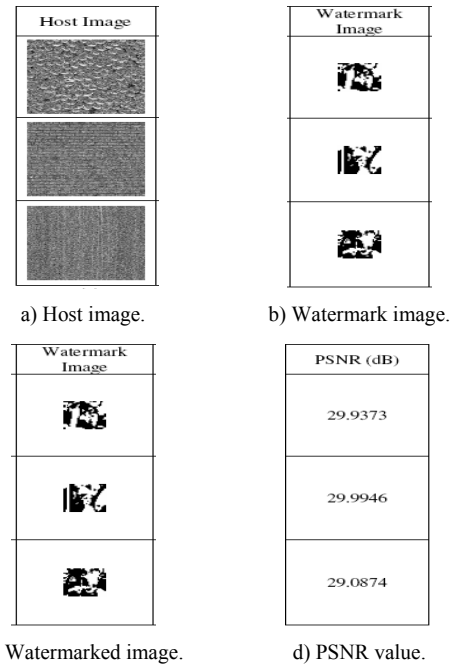 Host Image
Watermark
Image
a) Host image.
b) Watermark image.
Watermark
Image
PSNR (dB)
29.9373
29.9946
29.0874
Watermarked image.
d) PSNR value.